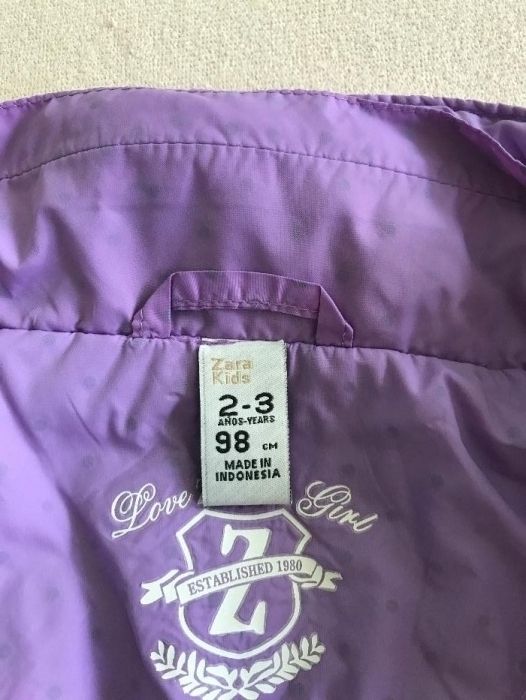 Zara
Kids
2-3
AÑOS-YEARS
98 CM
MADE IN
INDONESIA
Love Girl
Z
ESTABLISHED 1980